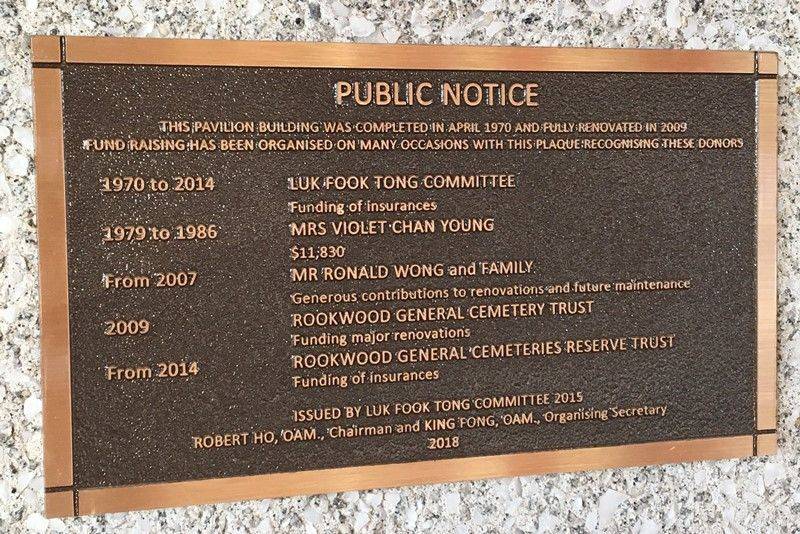 PUBLIC NOTICE
THIS PAVILION BUILDING WAS COMPLETED IN APRIL 1970 AND FULLY RENOVATED IN 2009
FUND RAISING HAS BEEN ORGANISED ON MANY OCCASIONS WITH THIS PLAQUE RECOGNISING THESE DONORS
1970 to 2014 LUK FOOK TONG COMMITTEE
Funding of insurances
1979 to 1986 MRS VIOLET CHAN YOUNG
$11,830
From 2007 MR RONALD WONG and FAMILY
Generous contributions to renovations and future maintenance
2009 ROOKWOOD GENERAL CEMETERY TRUST
Funding major renovations
From 2014 ROOKWOOD GENERAL CEMETERIES RESERVE TRUST
Funding of insurances
ISSUED BY LUK FOOK TONG COMMITTEE 2015
ROBERT HO, OAM., Chairman and KING FONG, OAM., Organising Secretary
2018